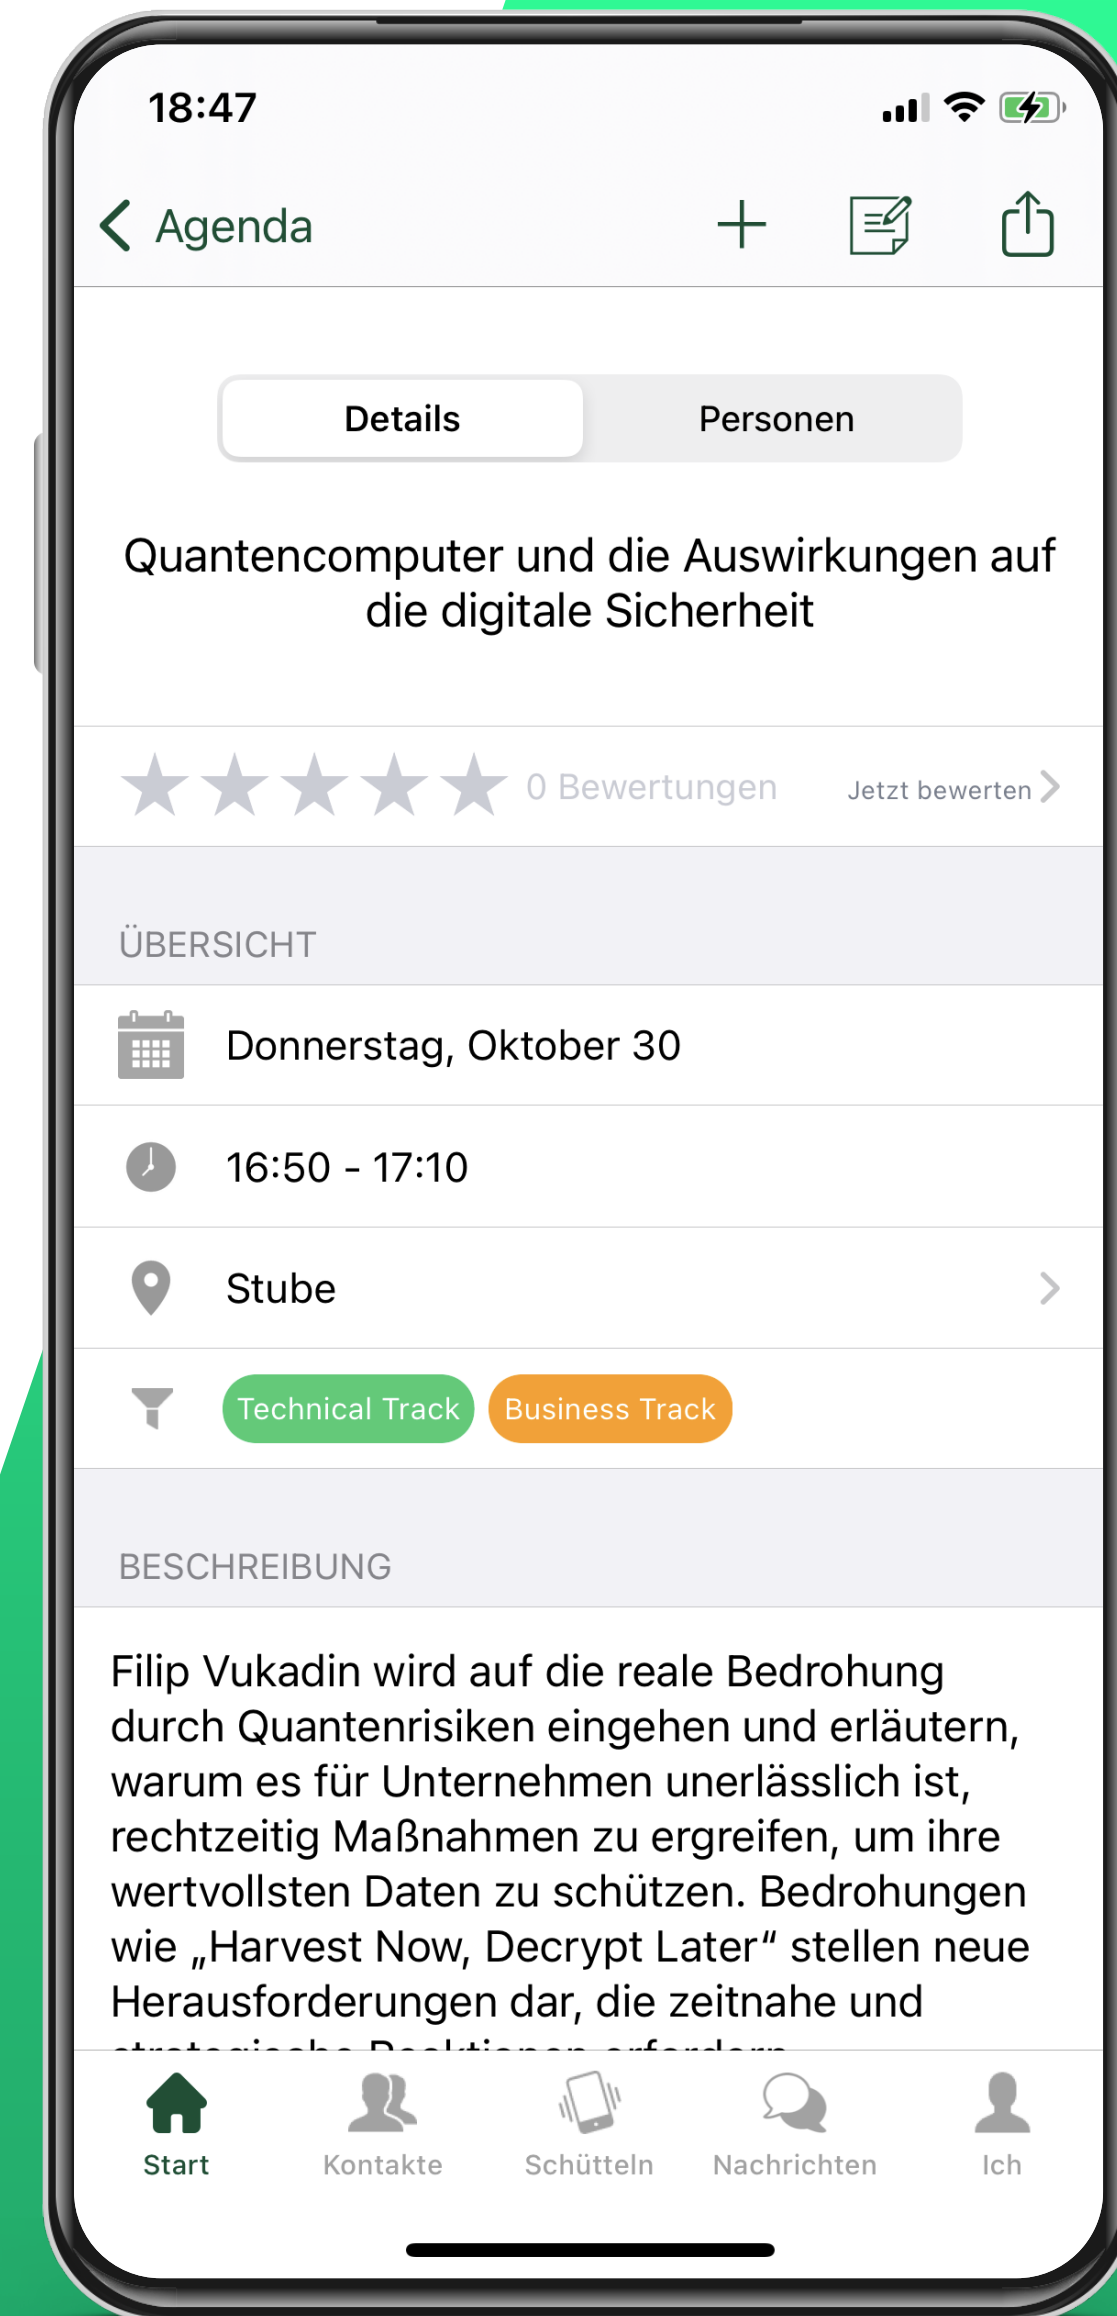 18:47
Agenda
Details
Personen
Quantencomputer und die Auswirkungen auf
die digitale Sicherheit
0 Bewertungen
Jetzt bewerten
ÜBERSICHT
Donnerstag, Oktober 30
16:50 - 17:10
Stube
Technical Track
Business Track
BESCHREIBUNG
Filip Vukadin wird auf die reale Bedrohung
durch Quantenrisiken eingehen und erläutern,
warum es für Unternehmen unerlässlich ist,
rechtzeitig Maßnahmen zu ergreifen, um ihre
wertvollsten Daten zu schützen. Bedrohungen
wie „Harvest Now, Decrypt Later“ stellen neue
Herausforderungen dar, die zeitnahe und
strategische Reaktionen erfordern
Start
Kontakte
Schütteln
Nachrichten
Ich